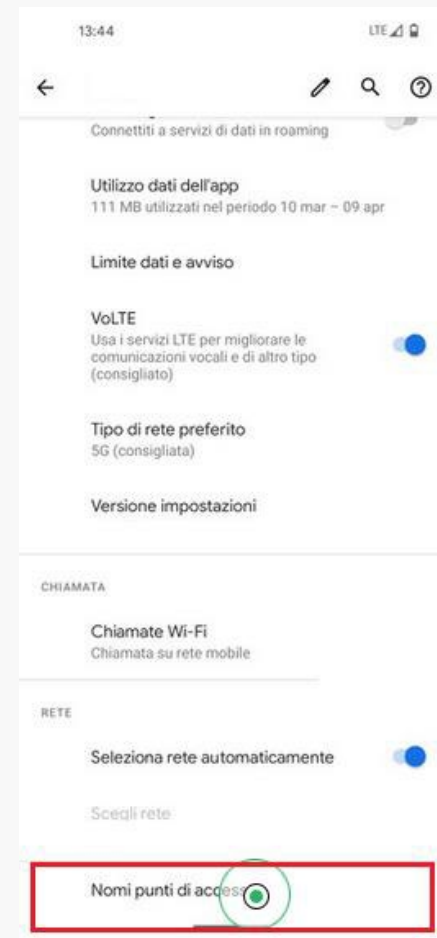 13:44 LTE
Connettiti a servizi di dati in roaming
Utilizzo dati dell'app
111 MB utilizzati nel periodo 10 mar – 09 apr
Limite dati e avviso
VoLTE
Usa i servizi LTE per migliorare le
comunicazioni vocali e di altro tipo
(consigliato)
Tipo di rete preferito
5G (consigliata)
Versione impostazioni
CHIAMATA
Chiamate Wi-Fi
Chiamata su rete mobile
RETE
Seleziona rete automaticamente
Scegli rete
Nomi punti di